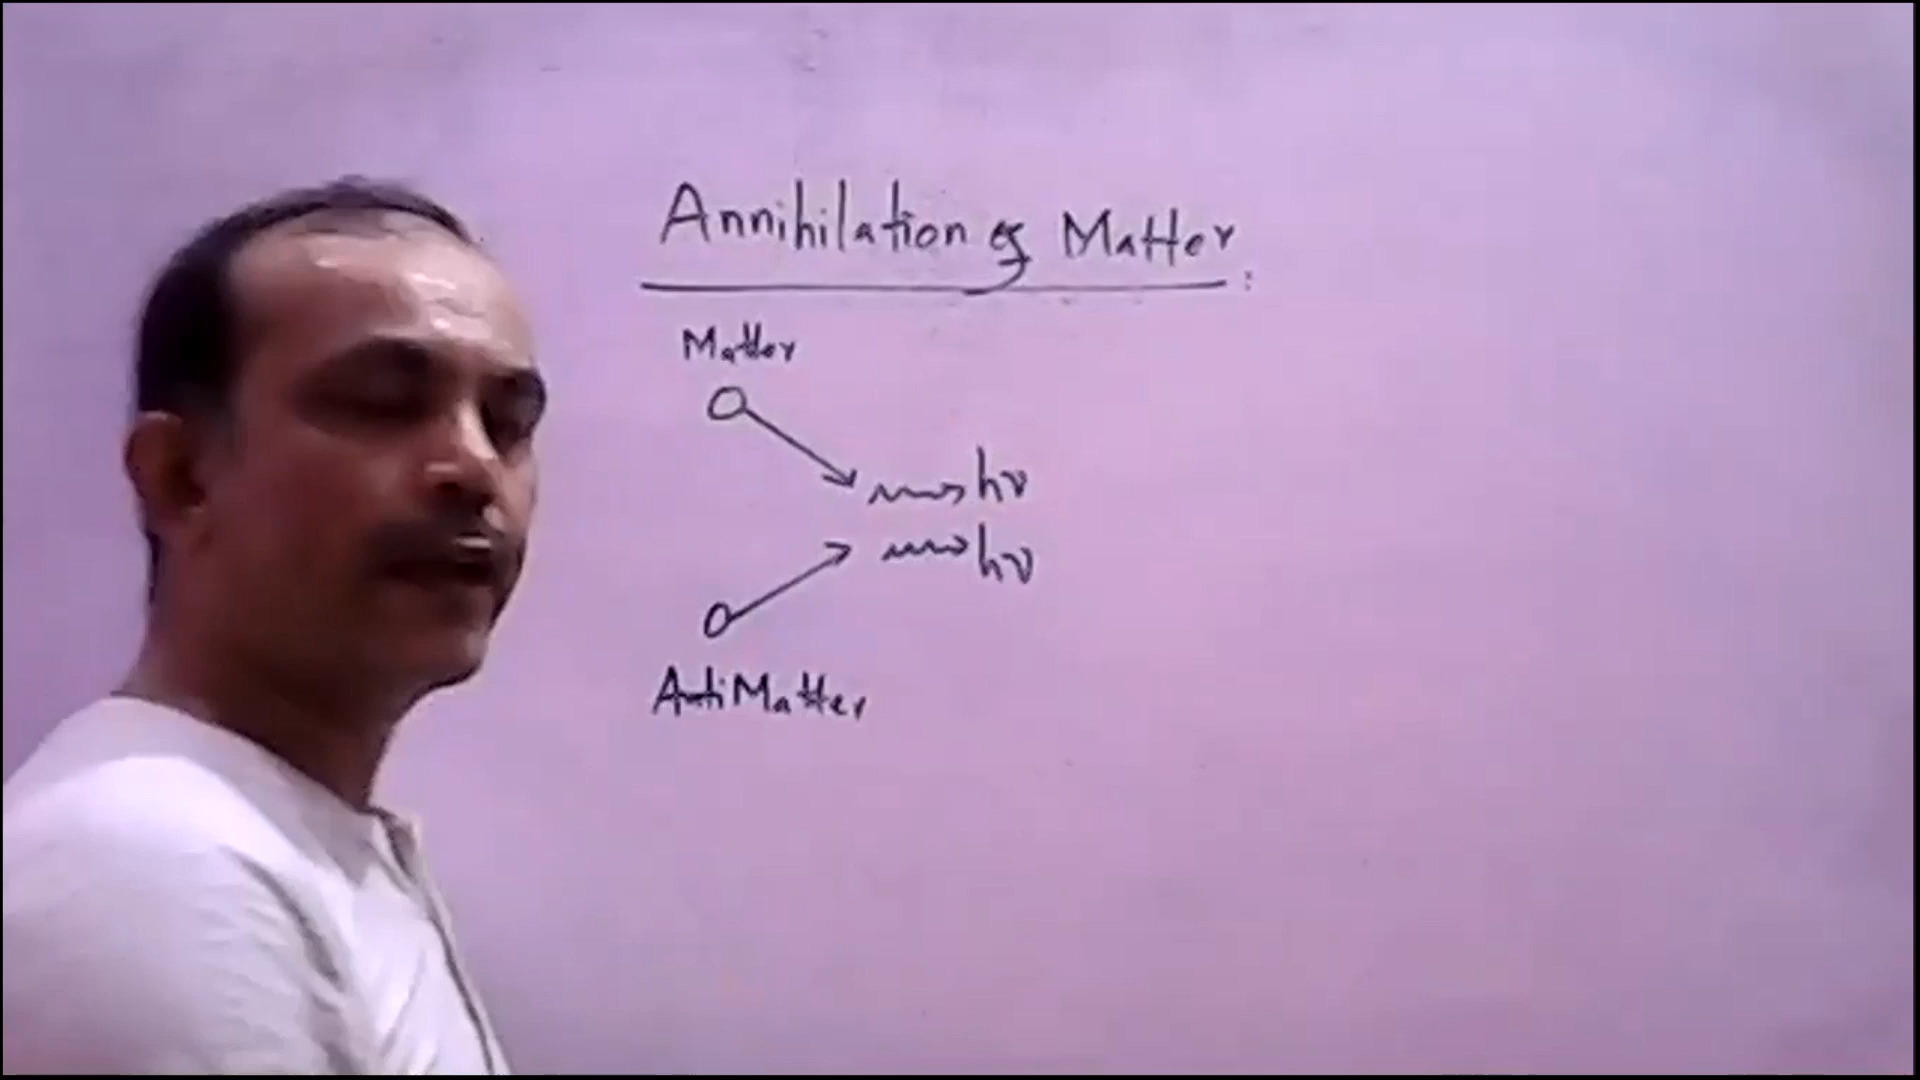 Annihilation of Matter:
Matter
hν
hν
AntiMatter